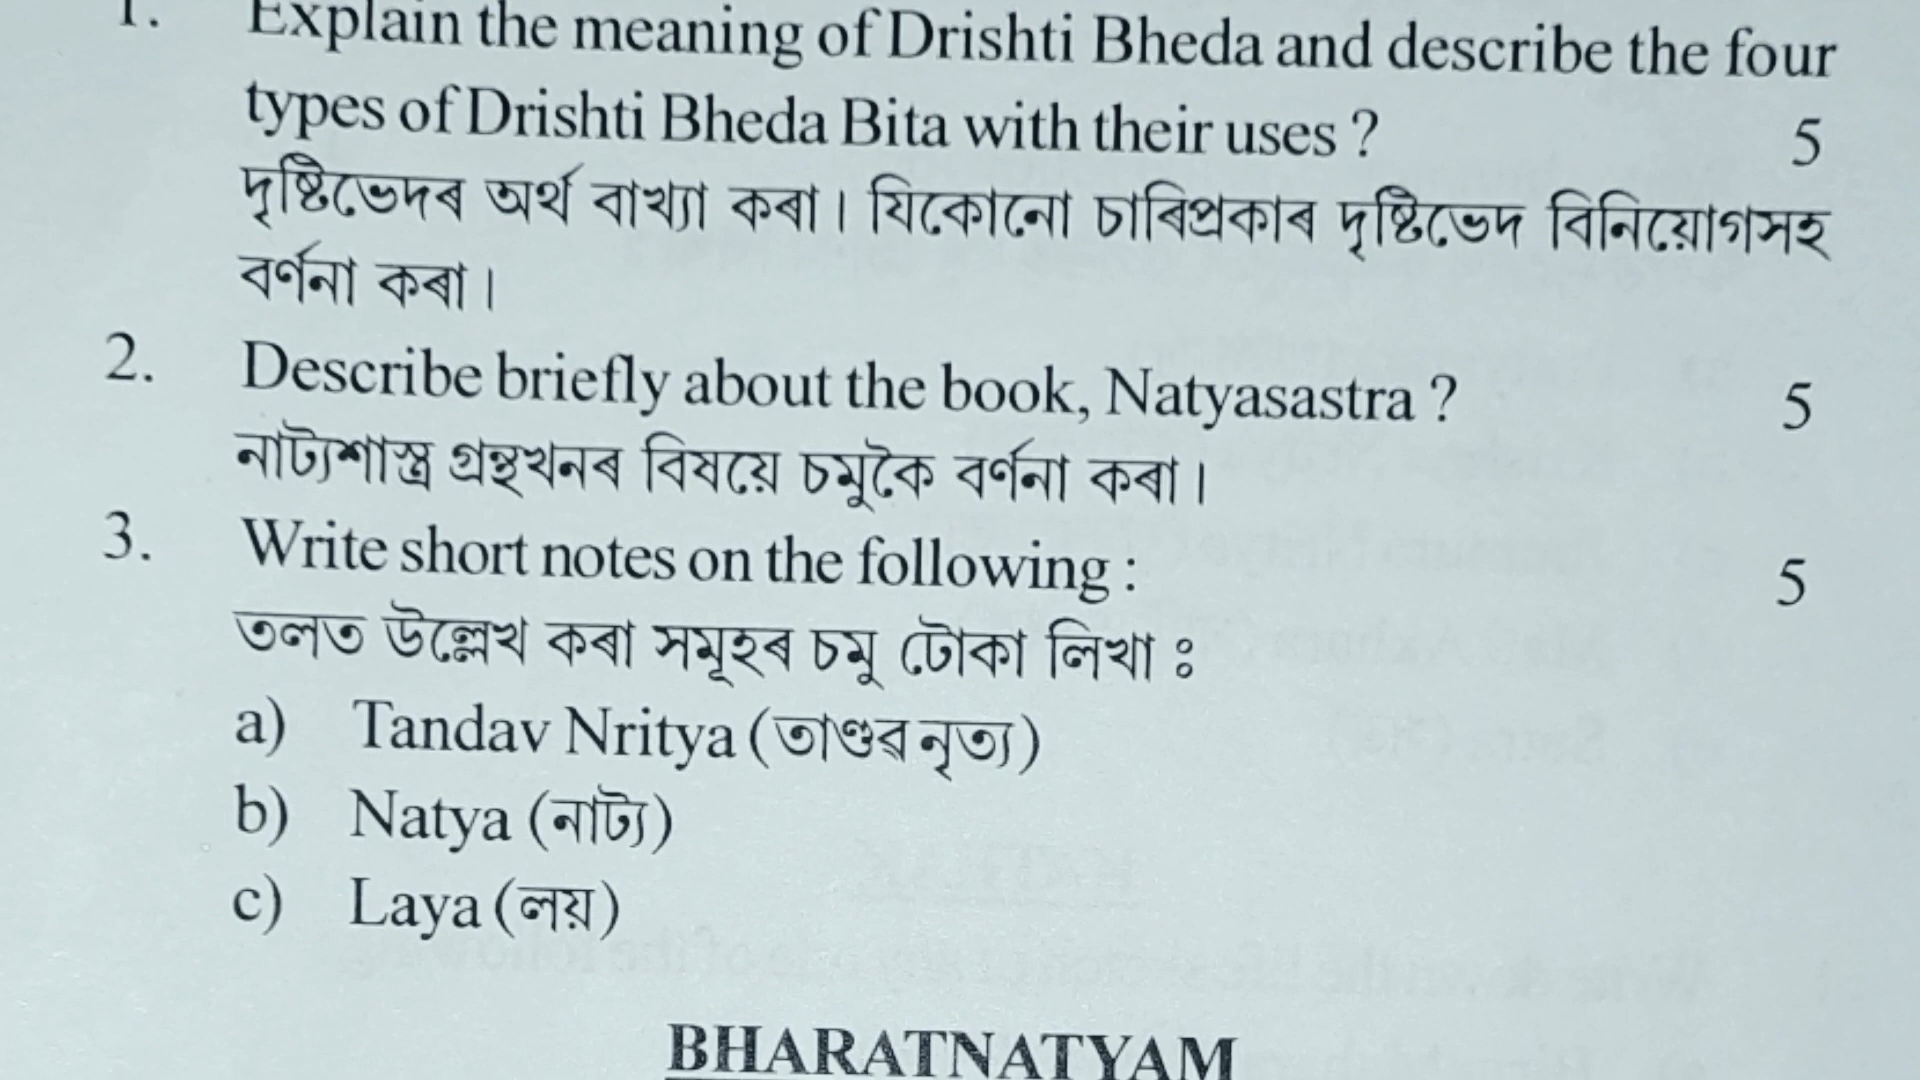 1. Explain the meaning of Drishti Bheda and describe the four
types of Drishti Bheda Bita with their uses ? 5
দৃষ্টিভেদৰ অৰ্থ বাখ্যা কৰা। যিকোনো চাৰিপ্ৰকাৰ দৃষ্টিভেদ বিনিয়োগসহ
বৰ্ণনা কৰা।
2. Describe briefly about the book, Natyasastra ? 5
নাট্যশাস্ত্ৰ গ্ৰন্থখনৰ বিষয়ে চমুকৈ বৰ্ণনা কৰা।
3. Write short notes on the following : 5
তলত উল্লেখ কৰা সমূহৰ চমু টোকা লিখা ঃ
a) Tandav Nritya (তাণ্ডৱ নৃত্য)
b) Natya (নাট্য)
c) Laya (লয়)
BHARATNATYAM